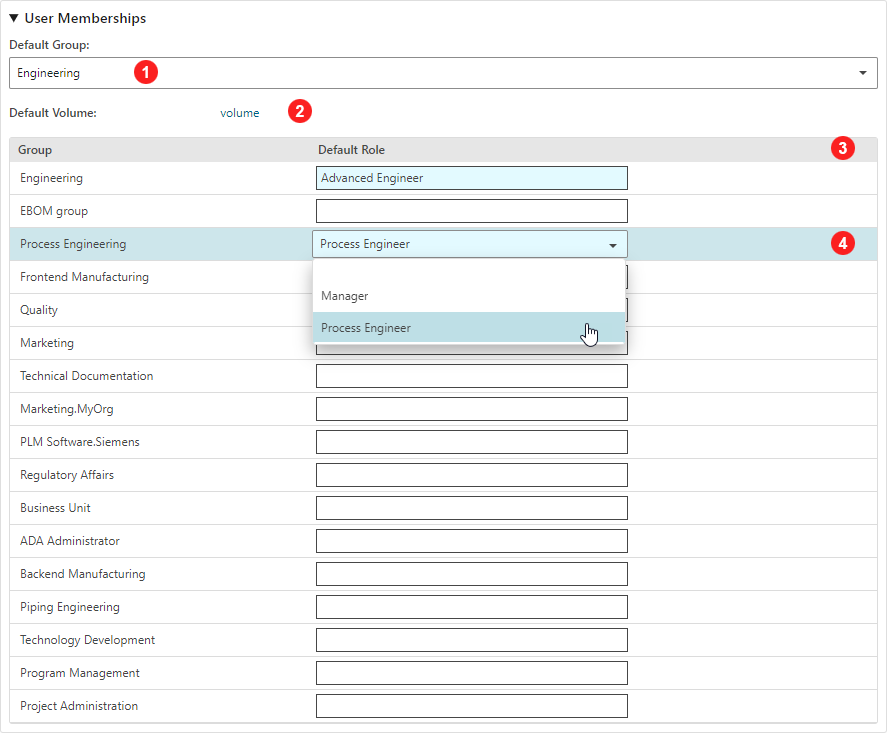 User Memberships
Default Group:
Engineering 1
Default Volume: volume 2
Group Default Role 3
Engineering Advanced Engineer
EBOM group
Process Engineering Process Engineer 4
Frontend Manufacturing
Manager
Quality
Process Engineer
Marketing
Technical Documentation
Marketing.MyOrg
PLM Software.Siemens
Regulatory Affairs
Business Unit
ADA Administrator
Backend Manufacturing
Piping Engineering
Technology Development
Program Management
Project Administration